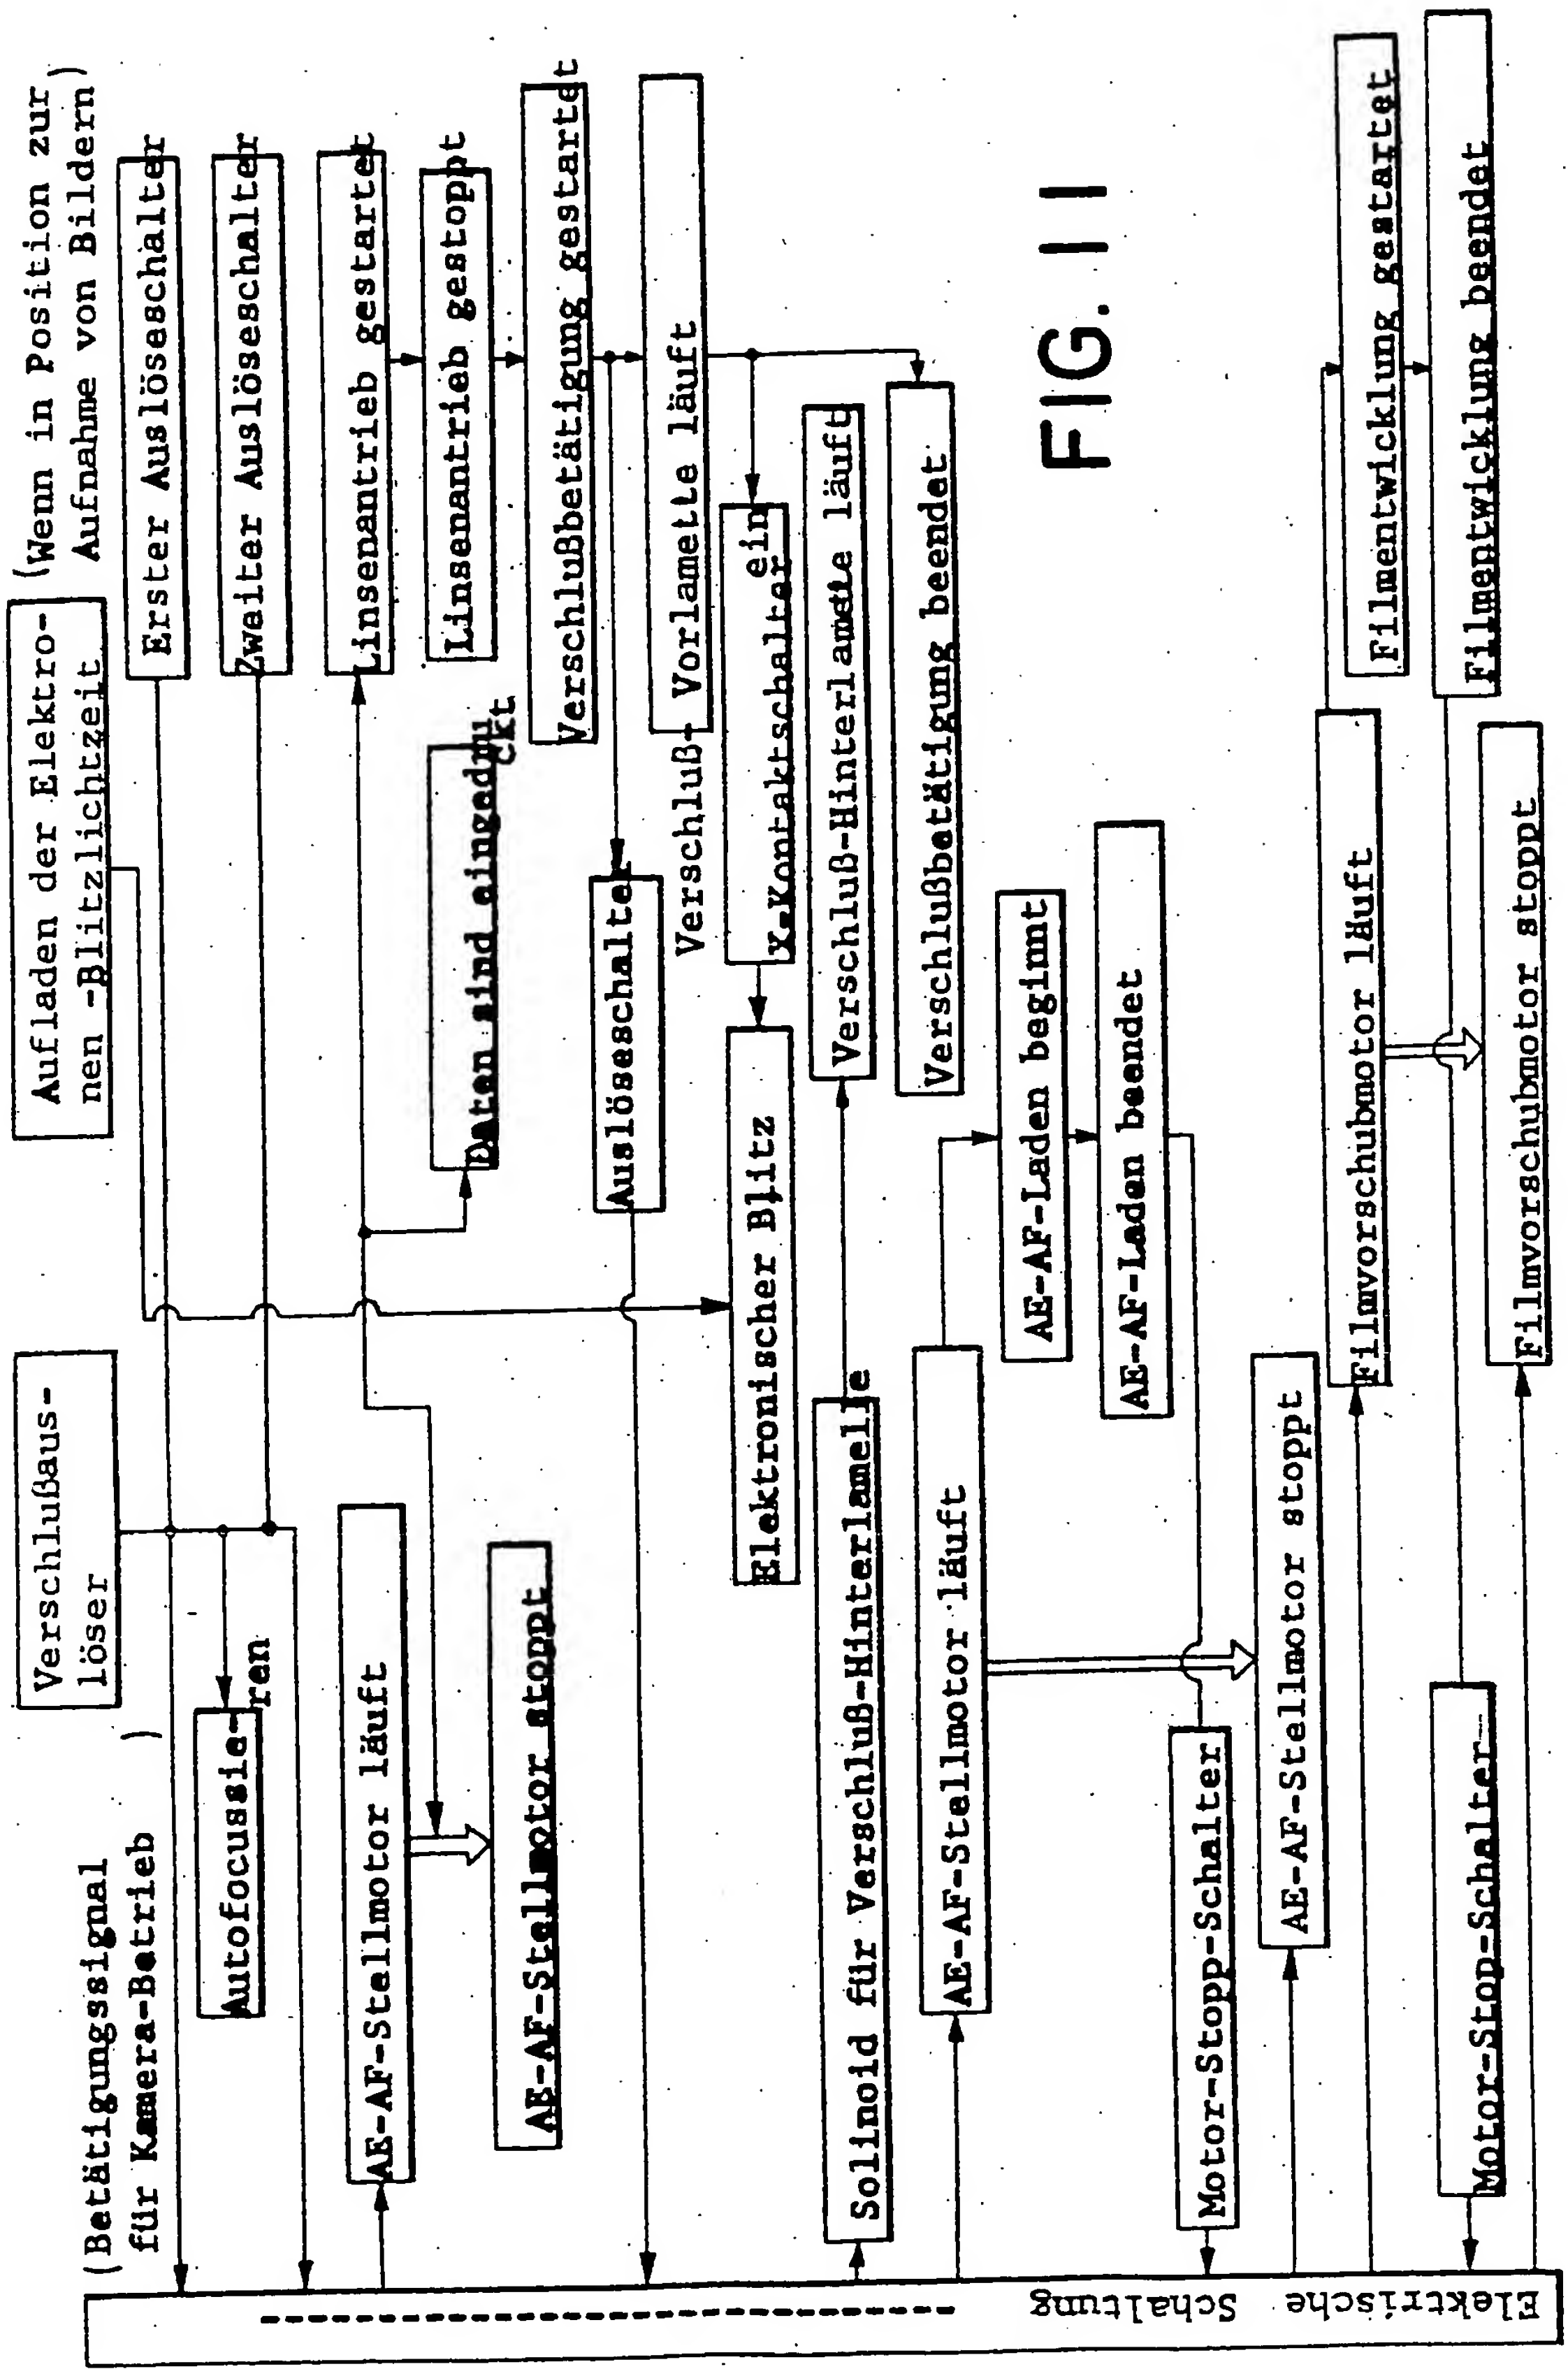 (Betätigungssignal
für Kamera-Betrieb)
Verschlußaus-
löser
Aufladen der Elektro-
nen -Blitzlichtzeit
(Wenn in Position zur
Aufnahme von Bildern)
Erster Auslöseschalter
Autofocussie-
ren
Zweiter Auslöseschalter
AE-AF-Stellmotor läuft
Linsenantrieb gestartet
Daten sind eingedru
ckt
Linsenantrieb gestoppt
AE-AF-Stellmotor stoppt
Verschlußbetätigung gestartet
Auslöseschalter
Verschluß- Vorlamelle läuft
ein
X-Kontaktschalter
Elektronischer Blitz
Solinoid für Verschluß-Hinterlamelle
Verschluß-Hinterlamelle läuft
Verschlußbetätigung beendet
AE-AF-Stellmotor läuft
AE-AF-Laden beginnt
AE-AF-Laden beendet
Motor-Stopp-Schalter
AE-AF-Stellmotor stoppt
Filmvorschubmotor läuft
Filmentwicklung gestartet
Filmentwicklung beendet
Motor-Stop-Schalter
Filmvorschubmotor stoppt
Elektrische Schaltung
FIG. 11